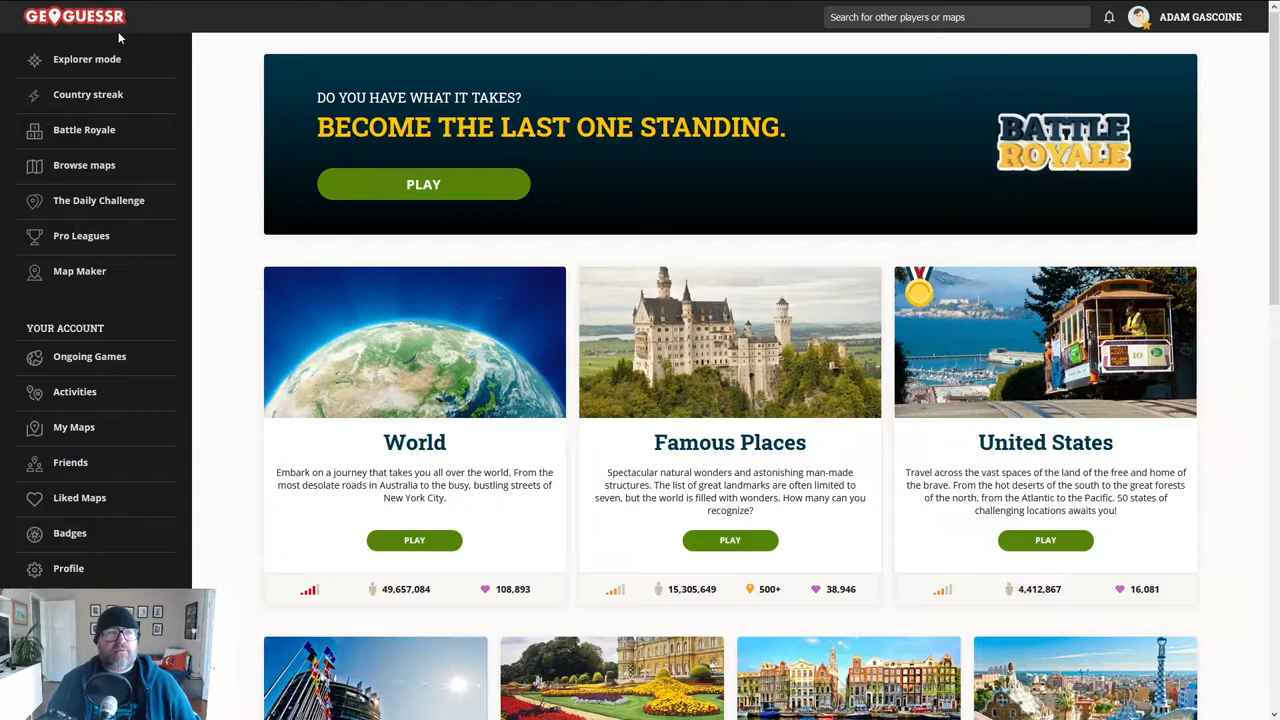 GEOGUESSR
Search for other players or maps
ADAM GASCOINE
Explorer mode
Country streak
Battle Royale
Browse maps
The Daily Challenge
Pro Leagues
Map Maker
YOUR ACCOUNT
Ongoing Games
Activities
My Maps
Friends
Liked Maps
Badges
Profile
DO YOU HAVE WHAT IT TAKES?
BECOME THE LAST ONE STANDING.
PLAY
BATTLE
ROYALE
World
Embark on a journey that takes you all over the world. From the
most desolate roads in Australia to the busy, bustling streets of
New York City.
PLAY
49,657,084 108,893
Famous Places
Spectacular natural wonders and astonishing man-made
structures. The list of great landmarks are often limited to
seven, but the world is filled with wonders. How many can you
recognize?
PLAY
15,305,649 500+ 38,946
10
United States
Travel across the vast spaces of the land of the free and home of
the brave. From the hot deserts of the south to the great forests
of the north, from the Atlantic to the Pacific. 50 states of
challenging locations awaits you!
PLAY
4,412,867 16,081